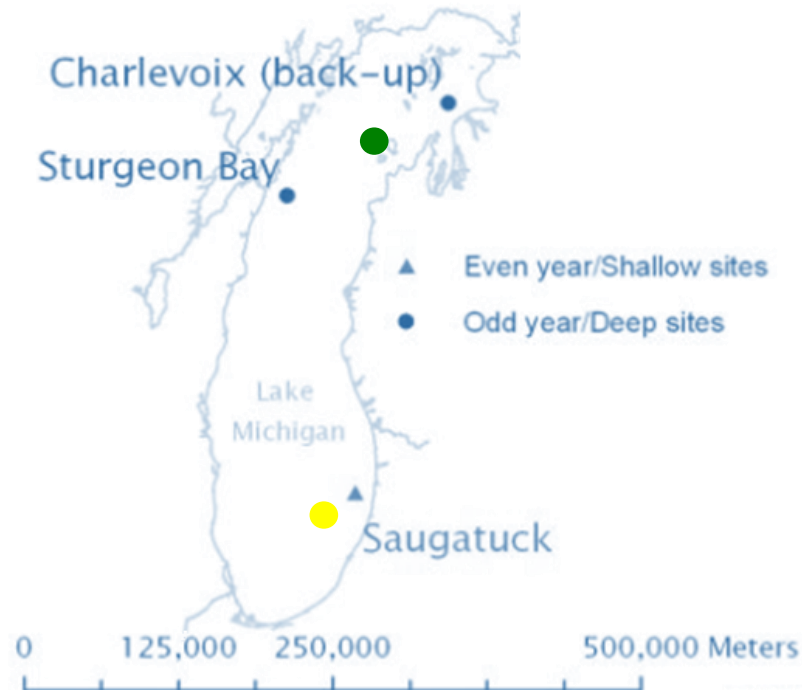 Charlevoix (back-up)
Sturgeon Bay
Even year/Shallow sites
Odd year/Deep sites
Lake
Michigan
Saugatuck
0 125,000 250,000 500,000 Meters